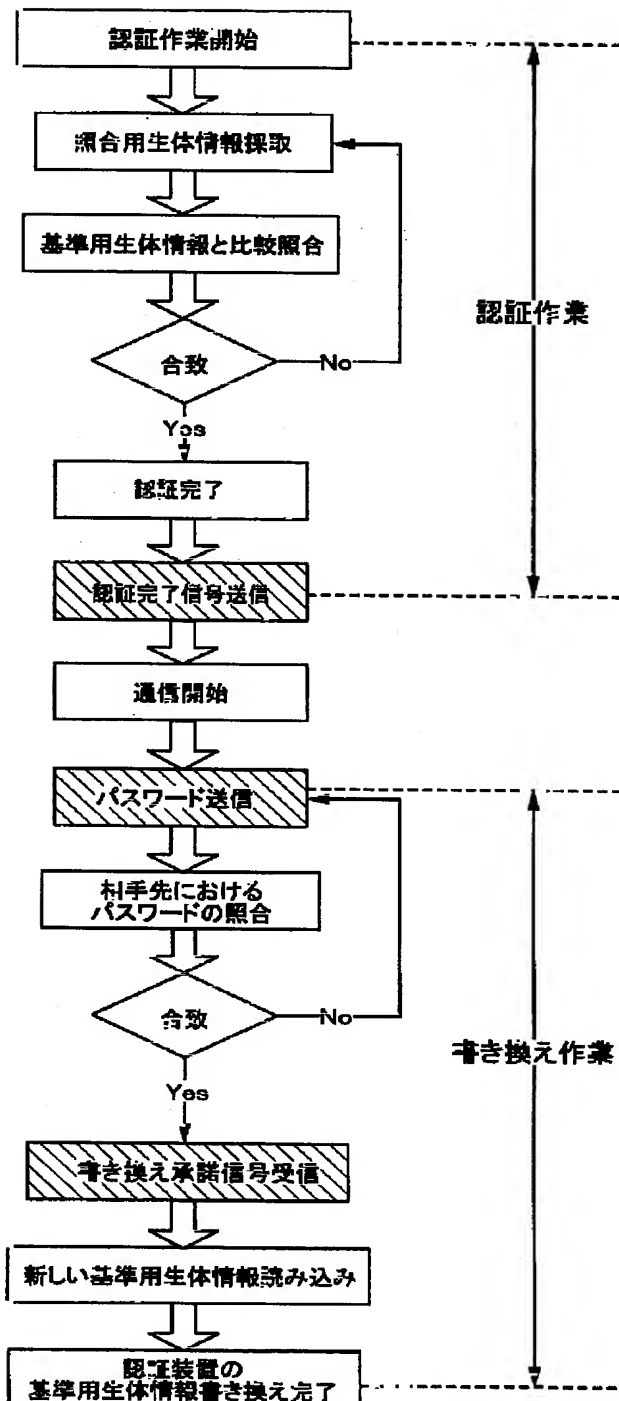 認証作業開始
照合用生体情報採取
基準用生体情報と比較照合
認証作業
合致
No
Yes
認証完了
認証完了信号送信
通信開始
パスワード送信
相手先における
パスワードの照合
合致
No
書き換え作業
Yes
書き換え承諾信号受信
新しい基準用生体情報読み込み
認証装置の
基準用生体情報書き換え完了